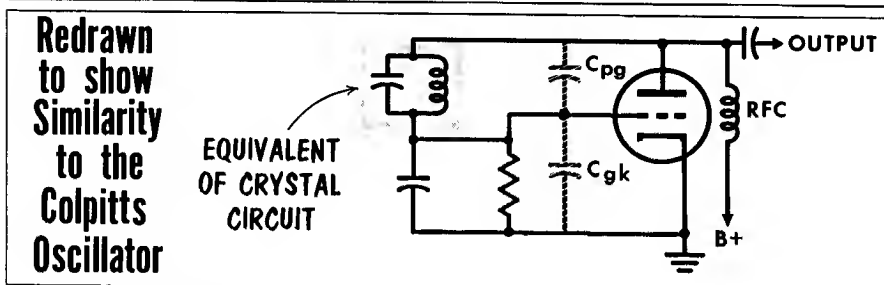 Redrawn
to show
Similarity
to the
Colpitts
Oscillator
EQUIVALENT
OF CRYSTAL
CIRCUIT
Cpg
Cgk
OUTPUT
RFC
B+